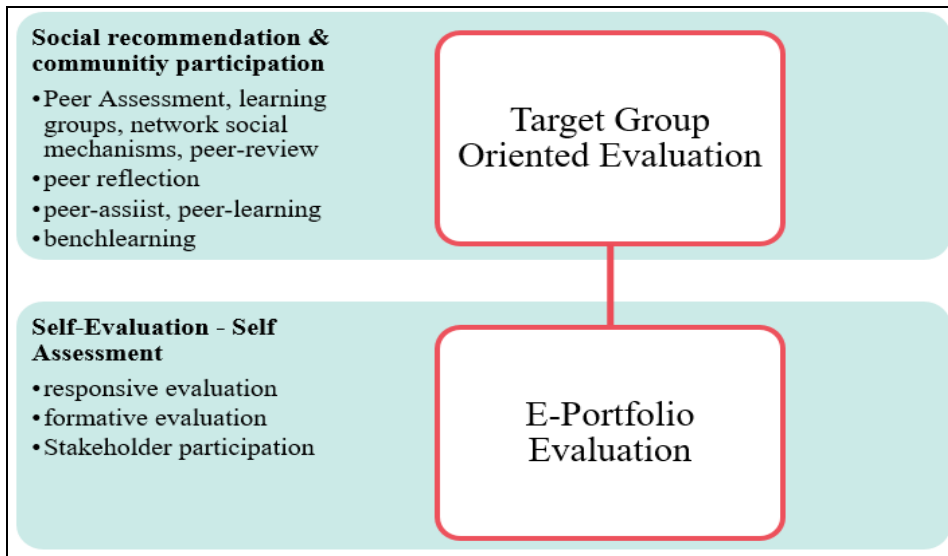 Social recommendation &
communitiy participation
•Peer Assessment, learning
groups, network social
mechanisms, peer-review
•peer reflection
•peer-assiist, peer-learning
•benchlearning
Target Group
Oriented Evaluation
Self-Evaluation - Self
Assessment
•responsive evaluation
•formative evaluation
•Stakeholder participation
E-Portfolio
Evaluation